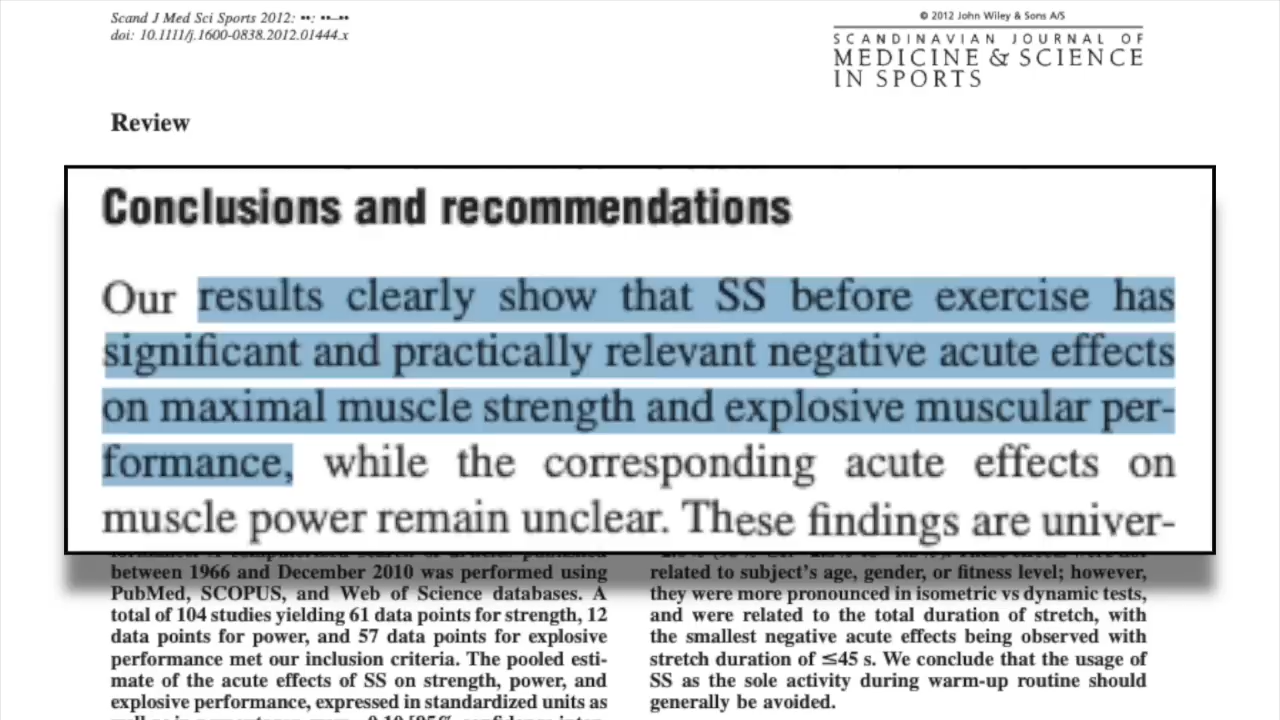 Scand J Med Sci Sports 2012: ••: ••–••
doi: 10.1111/j.1600-0838.2012.01444.x
© 2012 John Wiley & Sons A/S
SCANDINAVIAN JOURNAL OF
MEDICINE & SCIENCE
IN SPORTS
Review
Conclusions and recommendations
Our results clearly show that SS before exercise has
significant and practically relevant negative acute effects
on maximal muscle strength and explosive muscular per-
formance, while the corresponding acute effects on
muscle power remain unclear. These findings are univer-
between 1966 and December 2010 was performed using
PubMed, SCOPUS, and Web of Science databases. A
total of 104 studies yielding 61 data points for strength, 12
data points for power, and 57 data points for explosive
performance met our inclusion criteria. The pooled esti-
mate of the acute effects of SS on strength, power, and
explosive performance, expressed in standardized units as
related to subject's age, gender, or fitness level; however,
they were more pronounced in isometric vs dynamic tests,
and were related to the total duration of stretch, with
the smallest negative acute effects being observed with
stretch duration of ≤45 s. We conclude that the usage of
SS as the sole activity during warm-up routine should
generally be avoided.